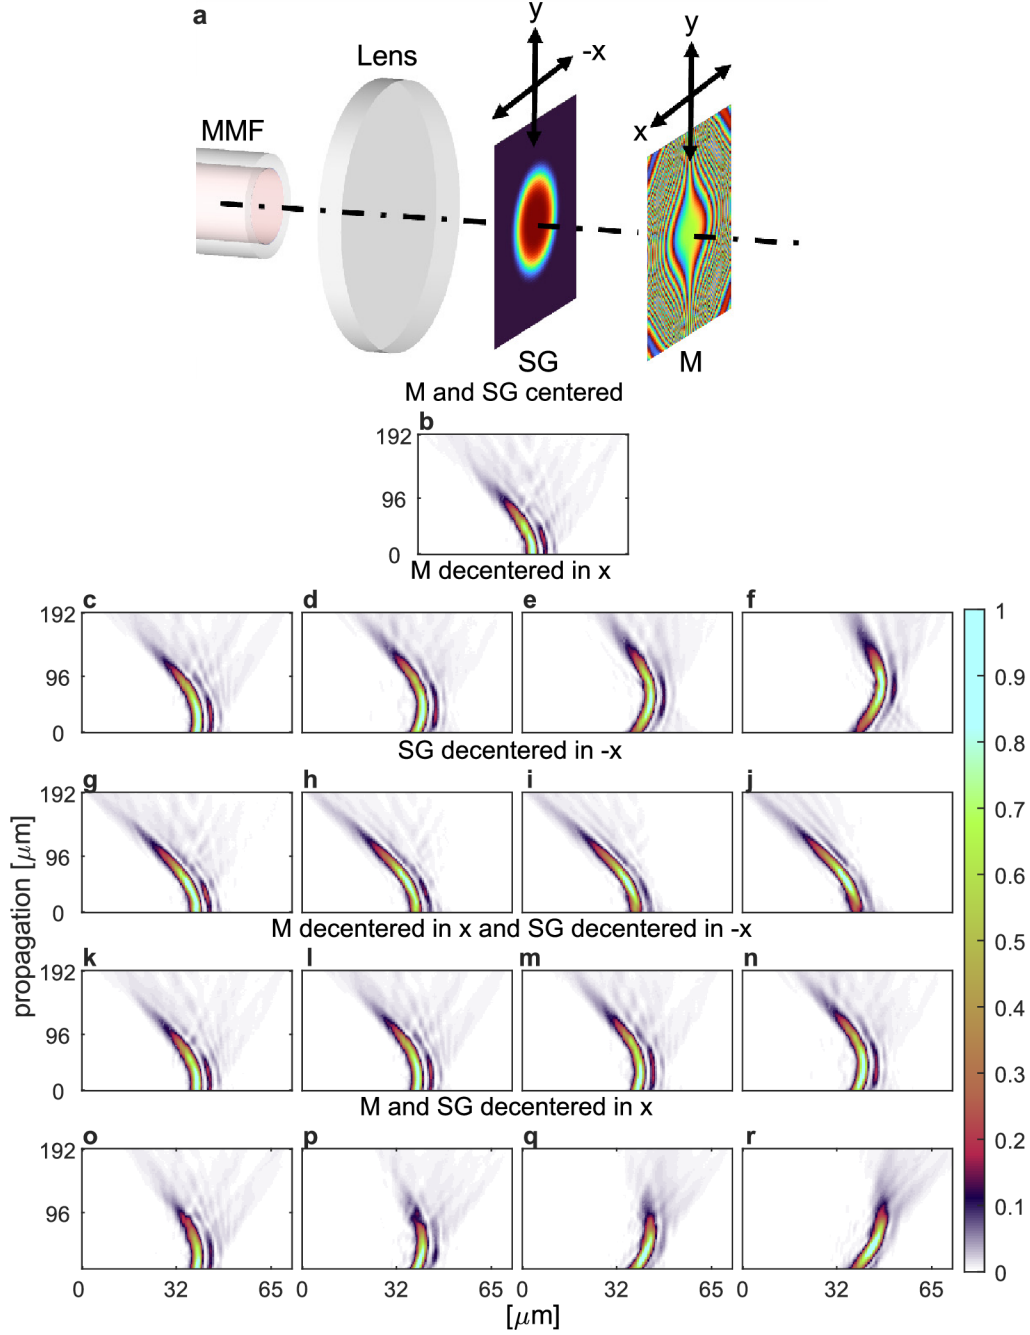 a
y
-x
Lens
y
MMF
x
SG
M
M and SG centered
b
192
96
0
M decentered in x
c
d
e
f
192
96
0
SG decentered in -x
g
h
i
j
192
96
0
M decentered in x and SG decentered in -x
k
l
m
n
192
96
0
M and SG decentered in x
o
p
q
r
192
96
0 32 65
0 32 65
0 32 65
0 32 65
propagation [μm]
[μm]
1
0.9
0.8
0.7
0.6
0.5
0.4
0.3
0.2
0.1
0